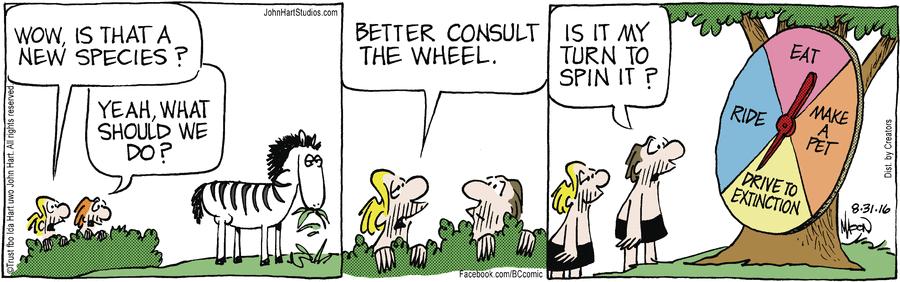 JohnHartStudios.com
WOW, IS THAT A
NEW SPECIES?
YEAH, WHAT
SHOULD WE
DO?
©Trust fbo Ida Hart uwo John Hart. All rights reserved
BETTER CONSULT
THE WHEEL.
Facebook.com/BCcomic
IS IT MY
TURN TO
SPIN IT?
EAT
RIDE
MAKE
A
PET
DRIVE TO
EXTINCTION
Dist. by Creators
8·31·16